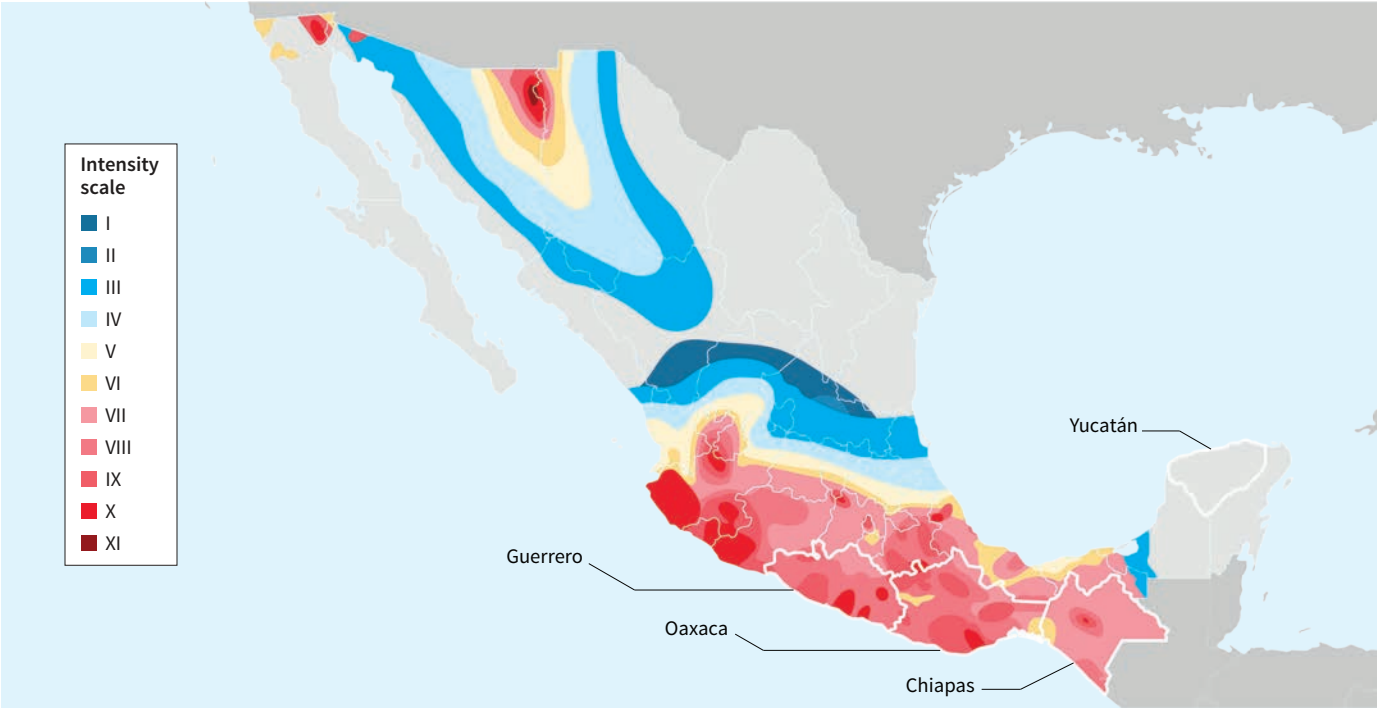 Intensity
scale
I
II
III
IV
V
VI
VII
VIII
IX
X
XI
Yucatán
Guerrero
Oaxaca
Chiapas